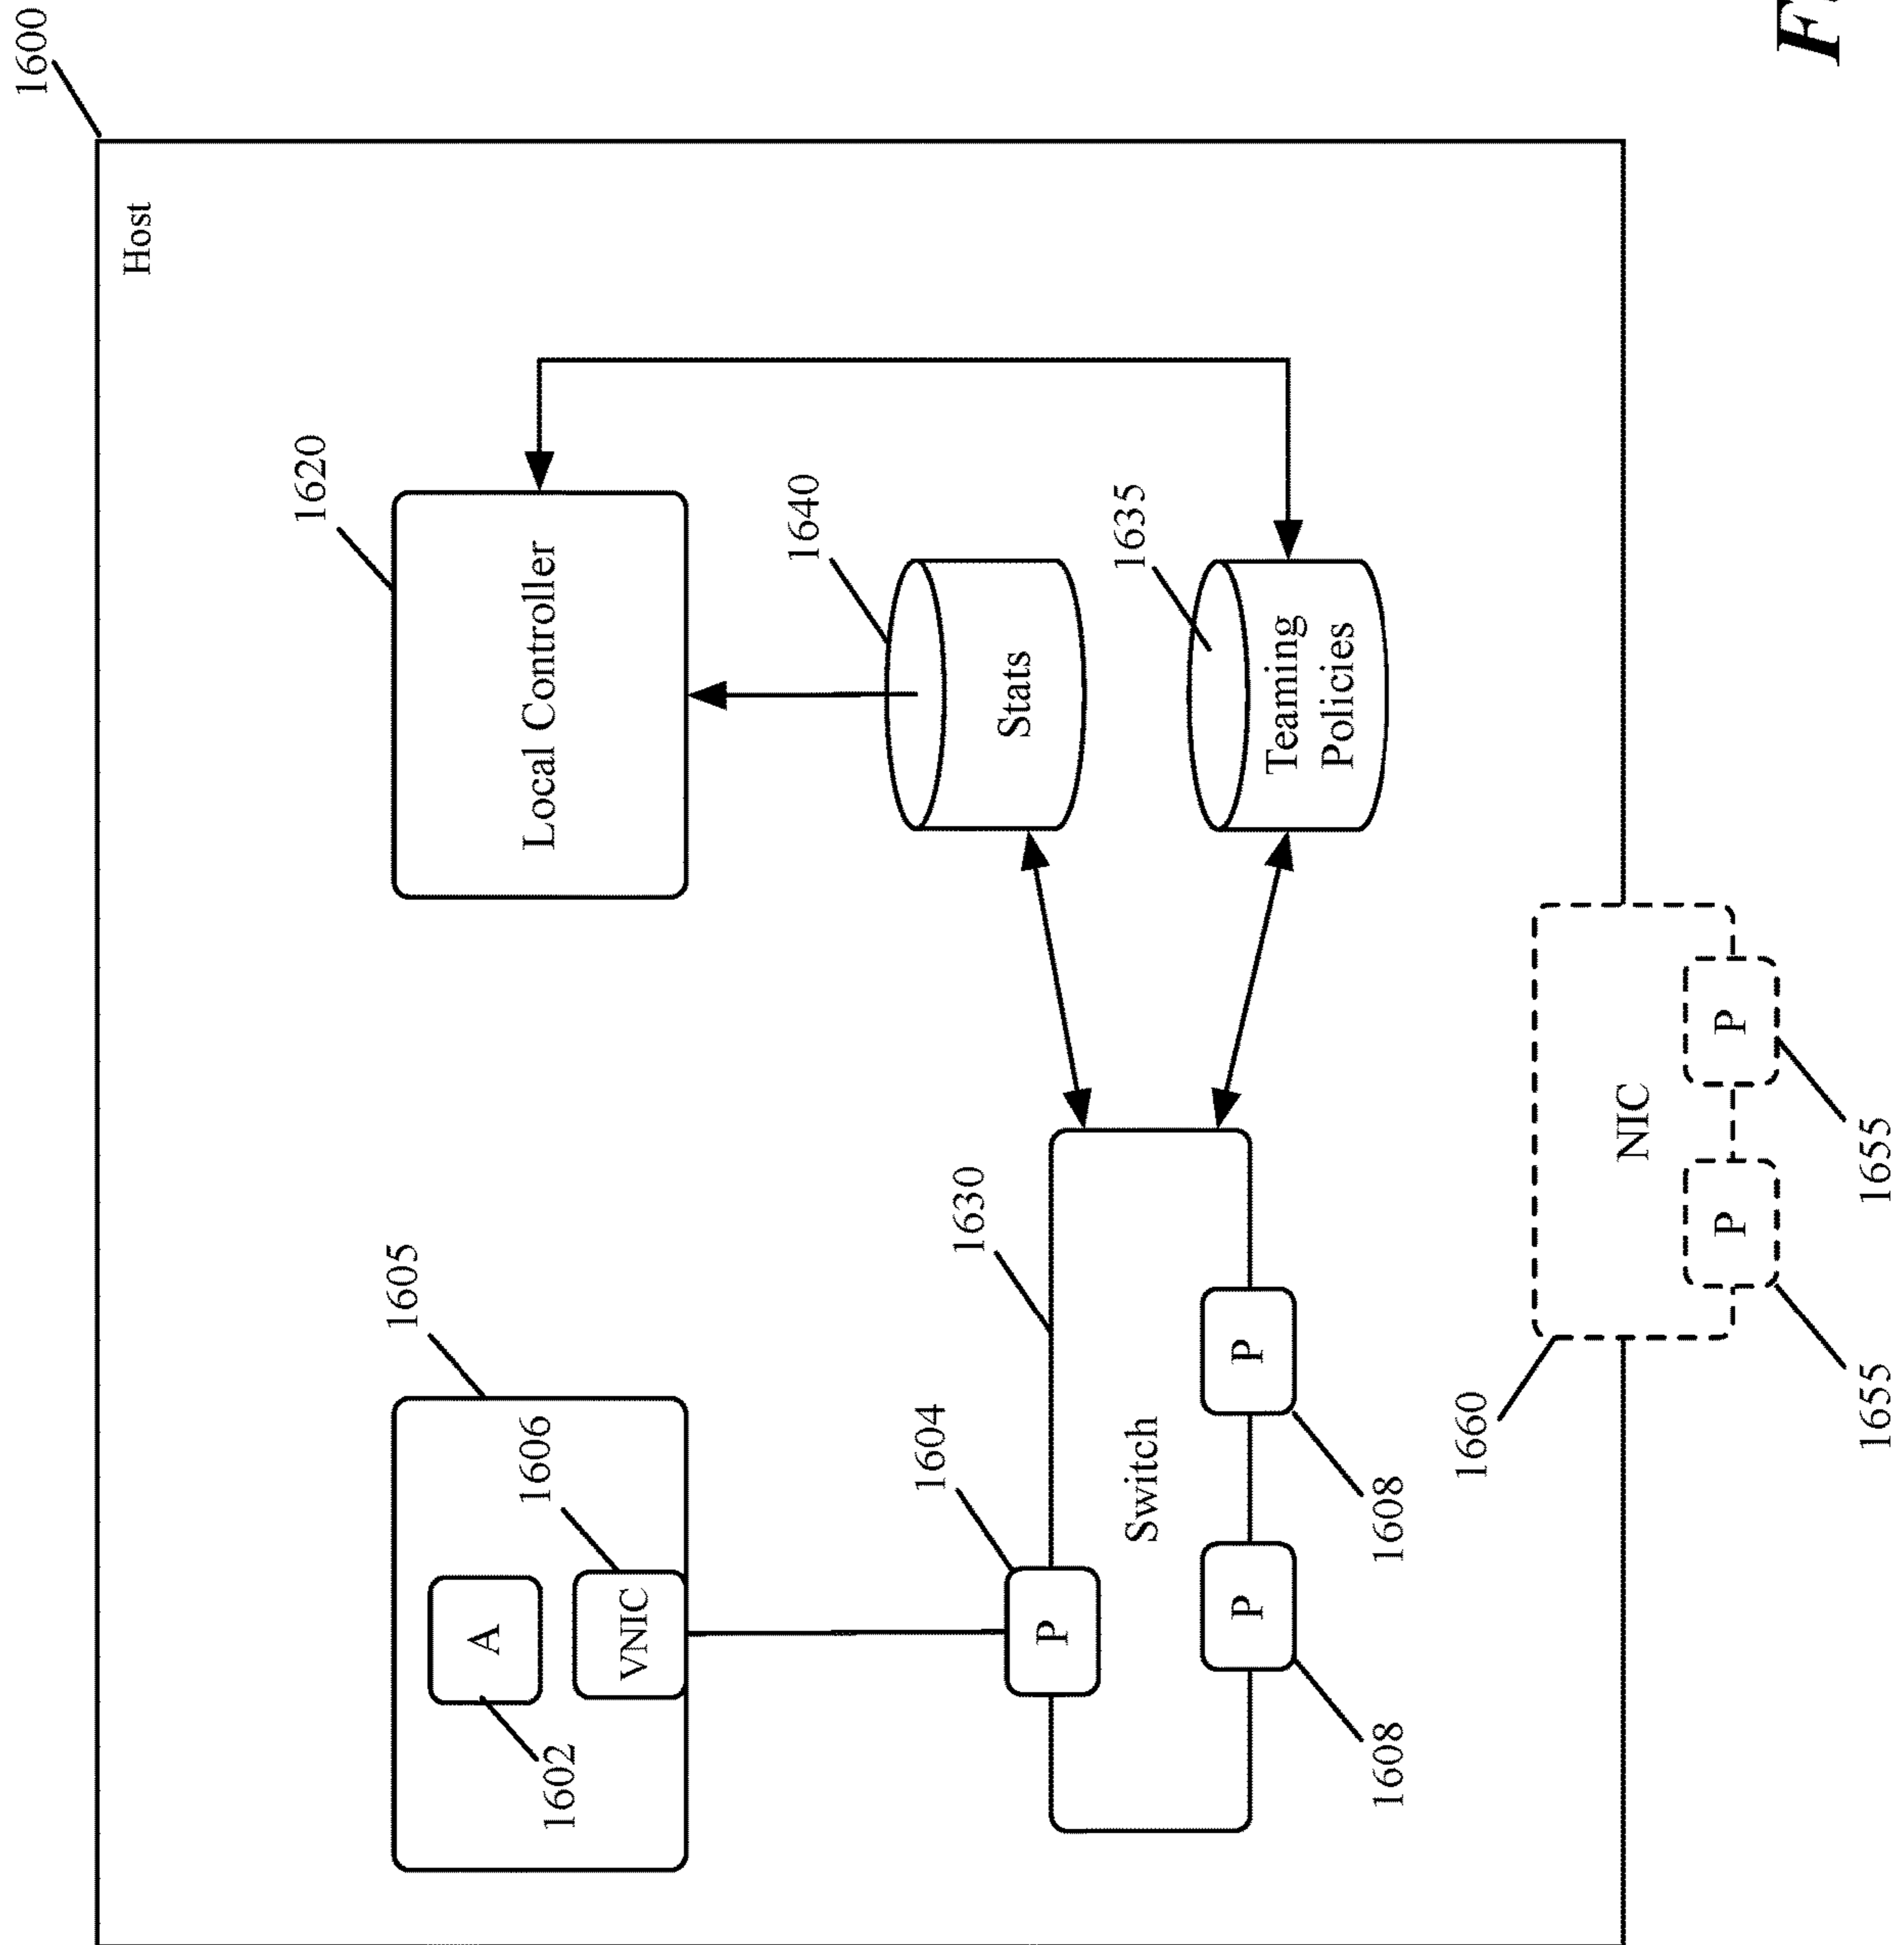 1600
Host
1605
1620
A
1602
1606
VNIC
Local Controller
1604
P
1630
1640
Stats
Switch
1635
Teaming
Policies
P
P
1608
1608
1660
NIC
P
P
1655
1655